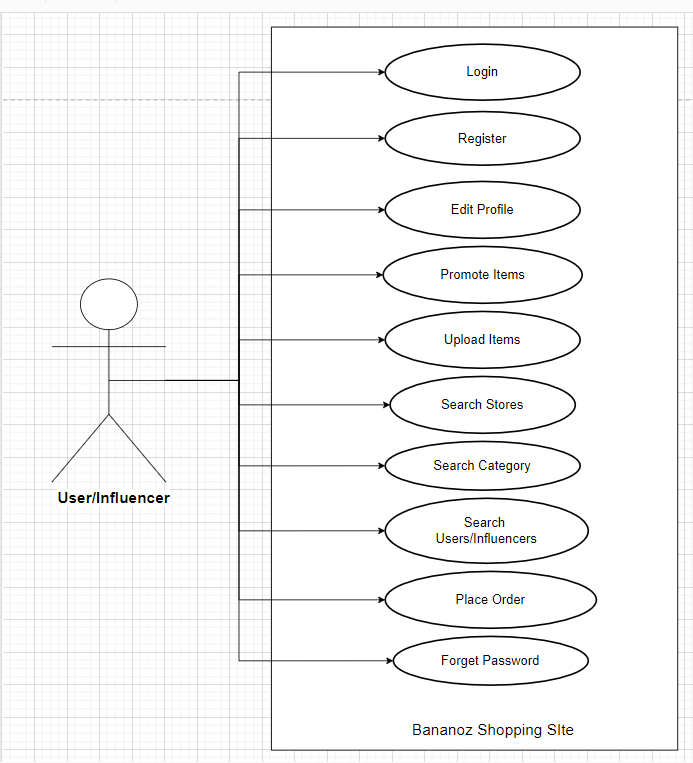 Login
Register
Edit Profile
Promote Items
Upload Items
Search Stores
Search Category
Search
Users/Influencers
Place Order
Forget Password
User/Influencer
Bananoz Shopping SIte